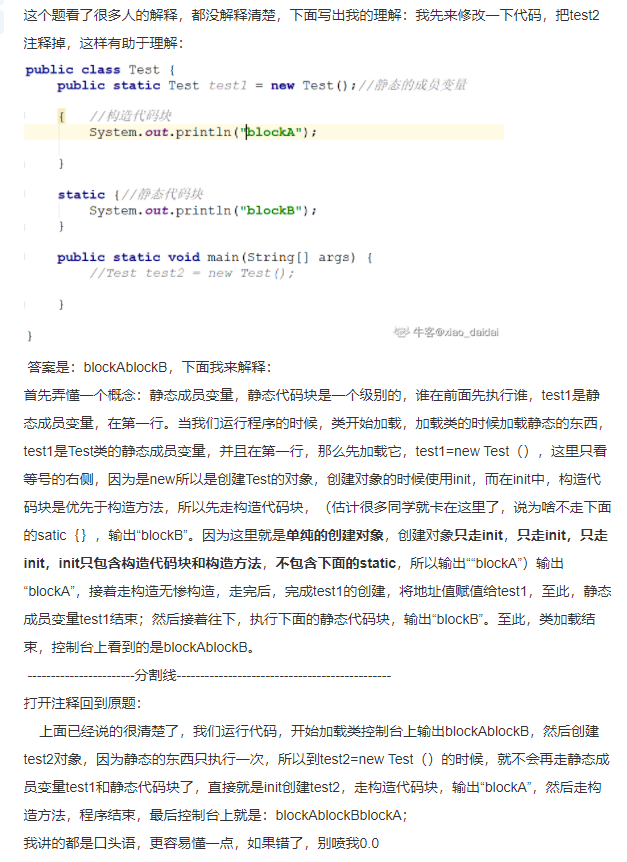 这个题看了很多人的解释，都没解释清楚，下面写出我的理解：我先来修改一下代码，把test2
注释掉，这样有助于理解：
public class Test {
public static Test test1 = new Test();//静态的成员变量
{ //构造代码块
System.out.println("blockA");
}
static {//静态代码块
System.out.println("blockB");
}
public static void main(String[] args) {
//Test test2 = new Test();
}
}
牛客@xiao_daidai
答案是：blockAblockB，下面我来解释：
首先弄懂一个概念：静态成员变量，静态代码块是一个级别的，谁在前面先执行谁，test1是静
态成员变量，在第一行。当我们运行程序的时候，类开始加载，加载类的时候加载静态的东西，
test1是Test类的静态成员变量，并且在第一行，那么先加载它，test1=new Test（），这里只看
等号的右侧，因为是new所以是创建Test的对象，创建对象的时候使用init，而在init中，构造代
码块是优先于构造方法，所以先走构造代码块，（估计很多同学就卡在这里了，说为啥不走下面
的satic｛｝，输出“blockB”。因为这里就是单纯的创建对象，创建对象只走init，只走init，只走
init，init只包含构造代码块和构造方法，不包含下面的static，所以输出““blockA”）输出
“blockA”，接着走构造无惨构造，走完后，完成test1的创建，将地址值赋值给test1，至此，静态
成员变量test1结束；然后接着往下，执行下面的静态代码块，输出“blockB”。至此，类加载结
束，控制台上看到的是blockAblockB。
-----------------------分割线----------------------------------------------
打开注释回到原题：
上面已经说的很清楚了，我们运行代码，开始加载类控制台上输出blockAblockB，然后创建
test2对象，因为静态的东西只执行一次，所以到test2=new Test（）的时候，就不会再走静态成
员变量test1和静态代码块了，直接就是init创建test2，走构造代码块，输出“blockA”，然后走构
造方法，程序结束，最后控制台上就是：blockAblockBblockA；
我讲的都是口头语，更容易懂一点，如果错了，别喷我0.0